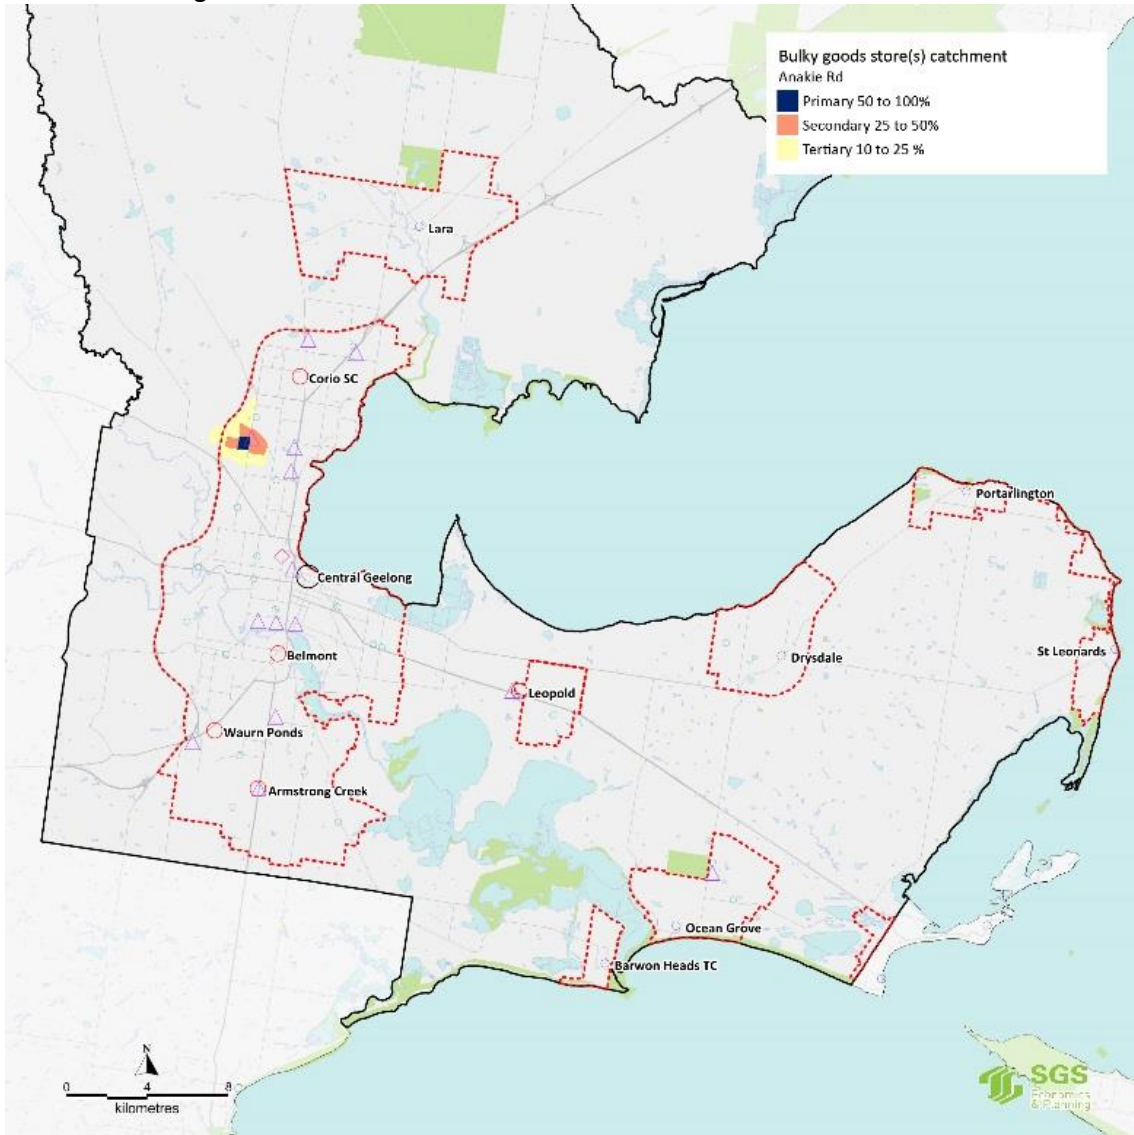 Bulky goods store(s) catchment
Anakie Rd
Primary 50 to 100%
Secondary 25 to 50%
Tertiary 10 to 25 %
Lara
Corio SC
Portarlington
Central Geelong
Belmont
Drysdale
St Leonards
Leopold
Waurn Ponds
Armstrong Creek
Ocean Grove
Barwon Heads TC
N
0 4 8
kilometres
SGS
Economics
& Planning